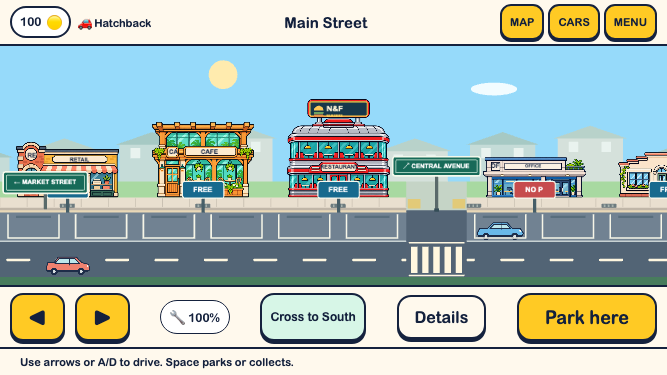 100
Hatchback
Main Street
MAP
CARS
MENU
N&F
RETAIL
CAFE
RESTAURANT
← MARKET STREET
FREE
FREE
↗ CENTRAL AVENUE
OFFICE
NO P
100%
Cross to South
Details
Park here
Use arrows or A/D to drive. Space parks or collects.